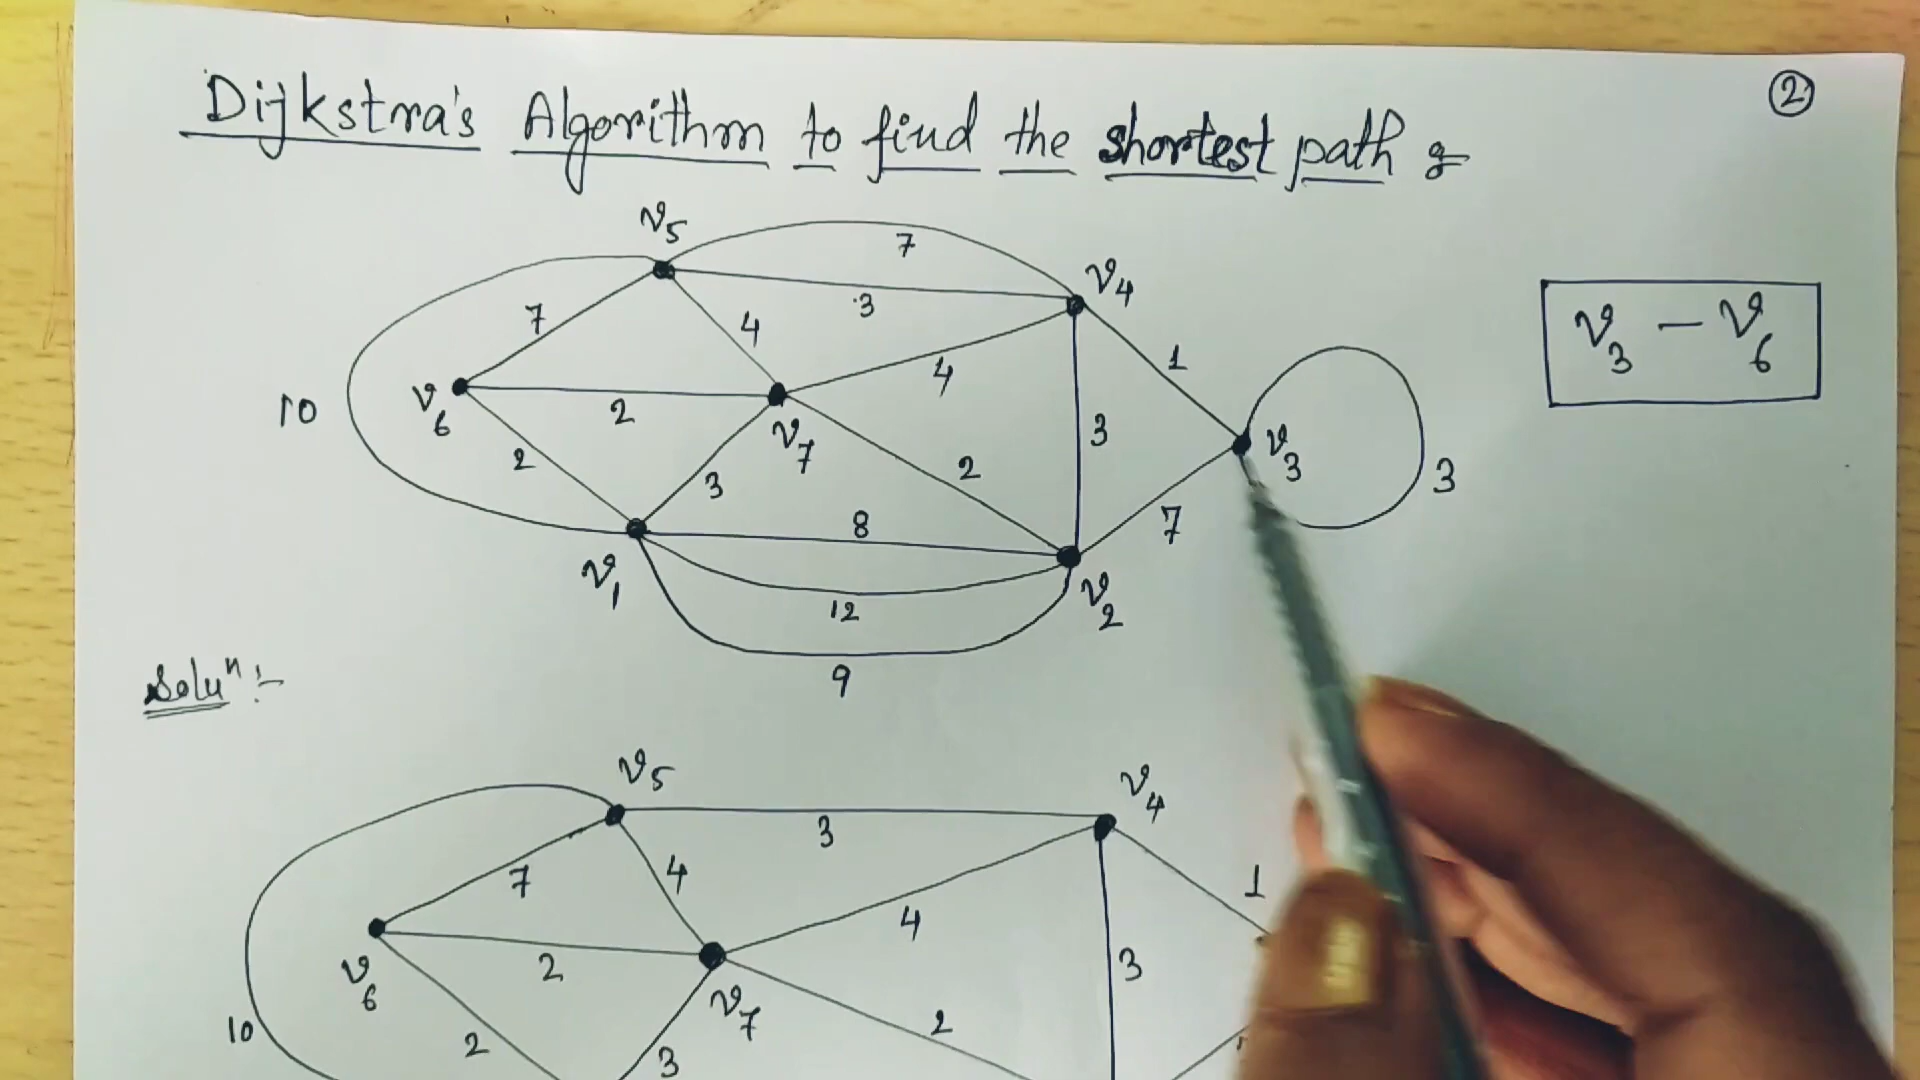 ②
Dijkstra's Algorithm to find the shortest path :-
v5
7
v4
3
7
4
v3 - v6
1
4
v6
2
10
v7
3
v3
2
2
3
3
8
7
v1
12
v2
9
Soluⁿ :-
v5
v4
3
7
4
1
4
3
v6
2
v7
2
10
2
3